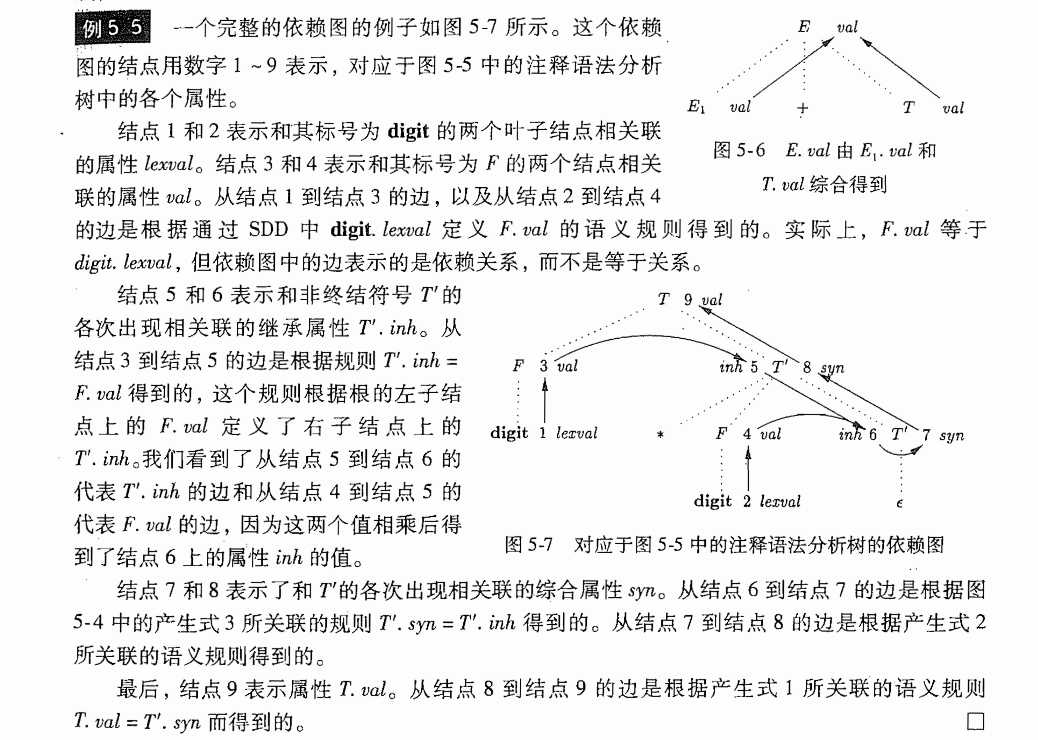 例 5 5 一个完整的依赖图的例子如图 5-7 所示。这个依赖
图的结点用数字 1 ~ 9 表示，对应于图 5-5 中的注释语法分析
树中的各个属性。
结点 1 和 2 表示和其标号为 digit 的两个叶子结点相关联
的属性 lexval。结点 3 和 4 表示和其标号为 F 的两个结点相关
联的属性 val。从结点 1 到结点 3 的边，以及从结点 2 到结点 4
E val
E₁ val + T val
图 5-6 E. val 由 E₁. val 和
T. val 综合得到
的边是根据通过 SDD 中 digit. lexval 定义 F. val 的语义规则得到的。实际上，F. val 等于
digit. lexval，但依赖图中的边表示的是依赖关系，而不是等于关系。
结点 5 和 6 表示和非终结符号 T′的
各次出现相关联的继承属性 T′. inh。从
结点 3 到结点 5 的边是根据规则 T′. inh =
F. val 得到的，这个规则根据根的左子结
点上的 F. val 定义了右子结点上的
T′. inh。我们看到了从结点 5 到结点 6 的
代表 T′. inh 的边和从结点 4 到结点 5 的
代表 F. val 的边，因为这两个值相乘后得
到了结点 6 上的属性 inh 的值。
T 9 val
F 3 val inh 5 T′ 8 syn
digit 1 lexval * F 4 val inh 6 T′ 7 syn
digit 2 lexval ϵ
图 5-7 对应于图 5-5 中的注释语法分析树的依赖图
结点 7 和 8 表示了和 T′的各次出现相关联的综合属性 syn。从结点 6 到结点 7 的边是根据图
5-4 中的产生式 3 所关联的规则 T′. syn = T′. inh 得到的。从结点 7 到结点 8 的边是根据产生式 2
所关联的语义规则得到的。
最后，结点 9 表示属性 T. val。从结点 8 到结点 9 的边是根据产生式 1 所关联的语义规则
T. val = T′. syn 而得到的。 □